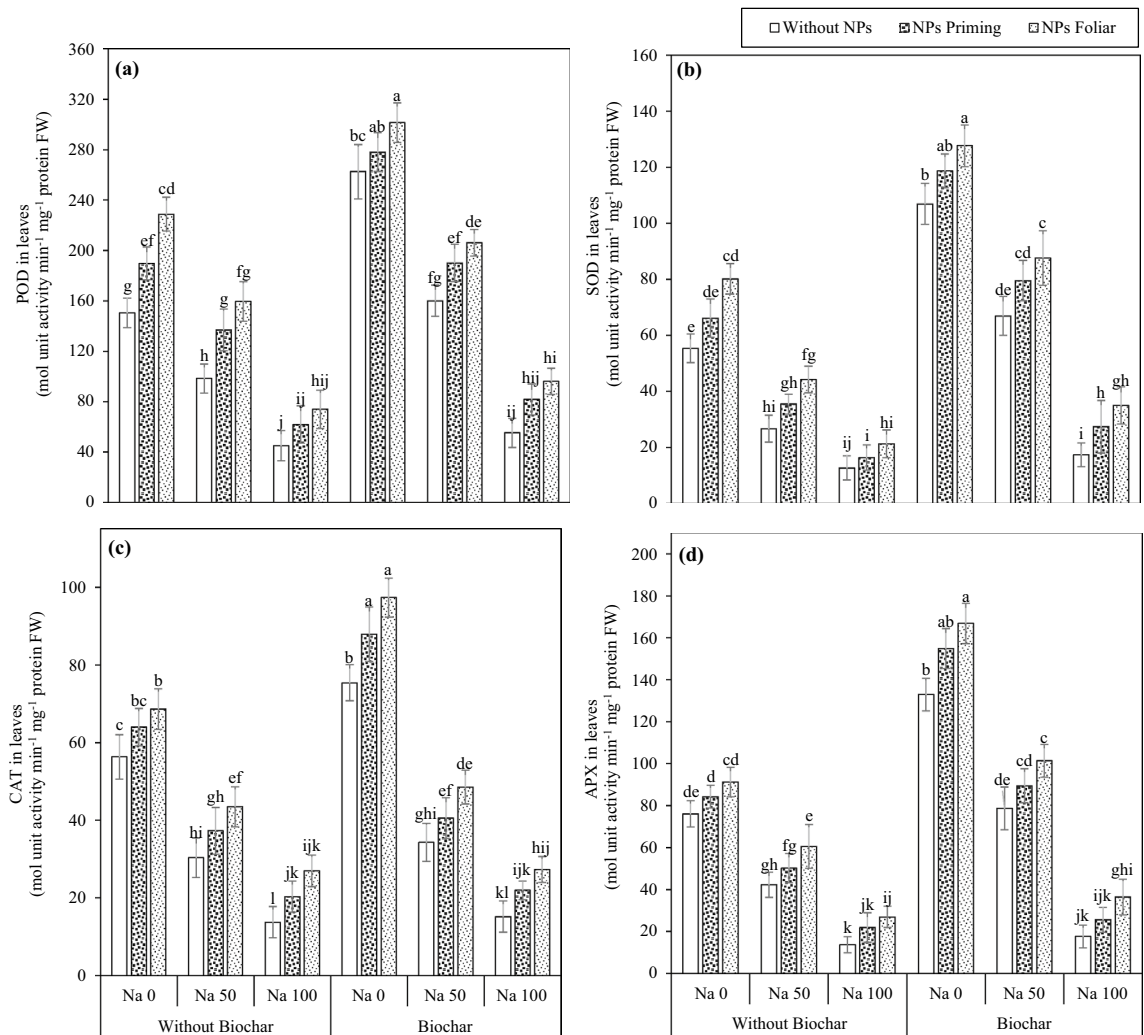 Without NPs NPs Priming NPs Foliar
(a)
POD in leaves
(mol unit activity min⁻¹ mg⁻¹ protein FW)
360
320
280
240
200
160
120
80
40
0
g ef cd h g fg j ij hij bc ab a fg ef de ij hij hi
(b)
SOD in leaves
(mol unit activity min⁻¹ mg⁻¹ protein FW)
160
140
120
100
80
60
40
20
0
e de cd hi gh fg ij i hi b ab a de cd c i h gh
(c)
CAT in leaves
(mol unit activity min⁻¹ mg⁻¹ protein FW)
100
80
60
40
20
0
c bc b hi gh ef l jk ijk b a a ghi ef de kl ijk hij
Na 0 Na 50 Na 100 Na 0 Na 50 Na 100
Without Biochar Biochar
(d)
APX in leaves
(mol unit activity min⁻¹ mg⁻¹ protein FW)
200
180
160
140
120
100
80
60
40
20
0
de d cd gh fg e k jk ij b ab a de cd c jk ijk ghi
Na 0 Na 50 Na 100 Na 0 Na 50 Na 100
Without Biochar Biochar